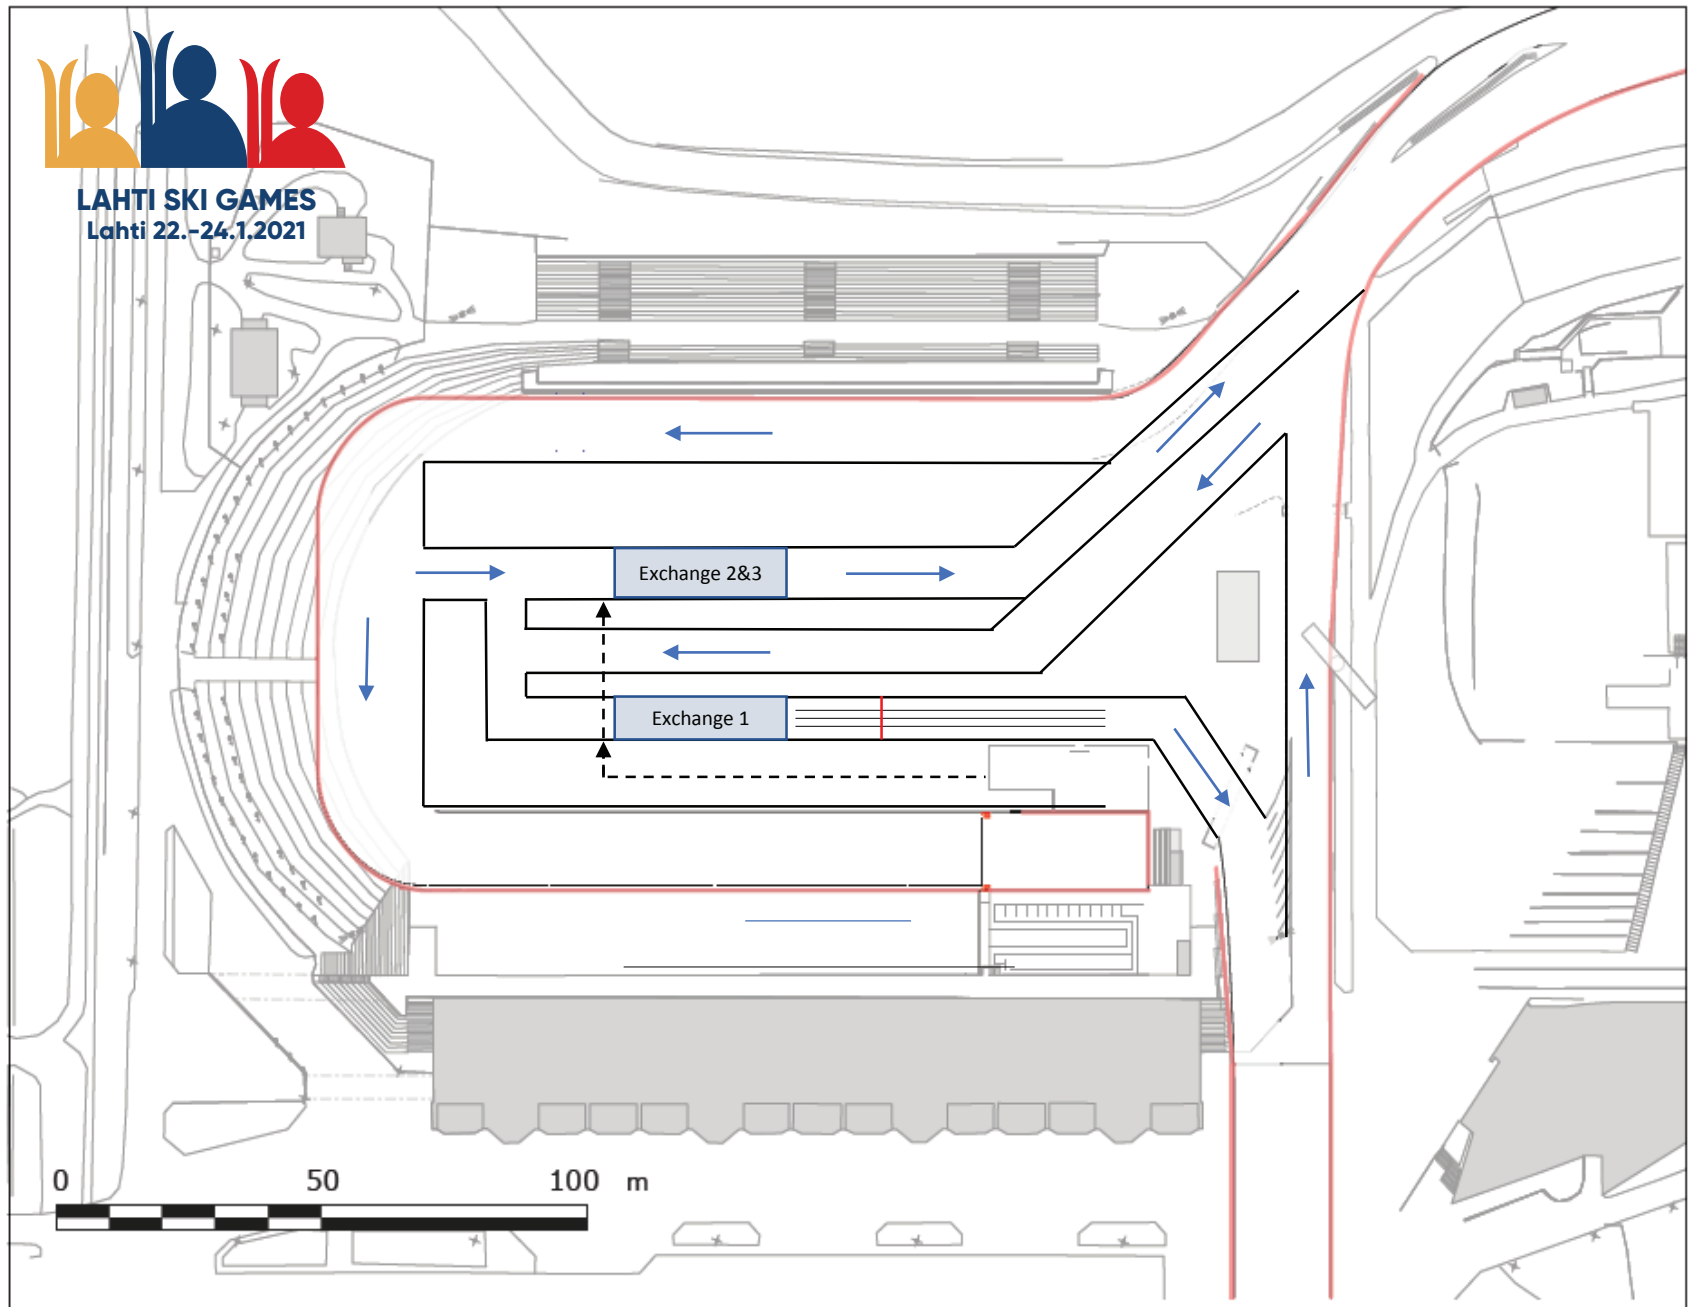 LAHTI SKI GAMES
Lahti 22.-24.1.2021
Exchange 2&3
Exchange 1
0 50 100 m